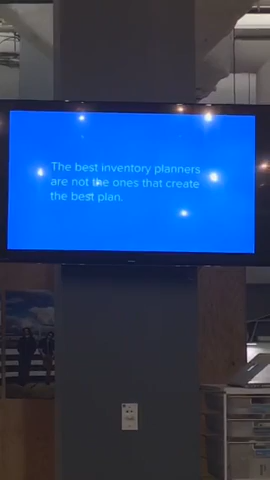 The best inventory planners
are not the ones that create
the best plan.